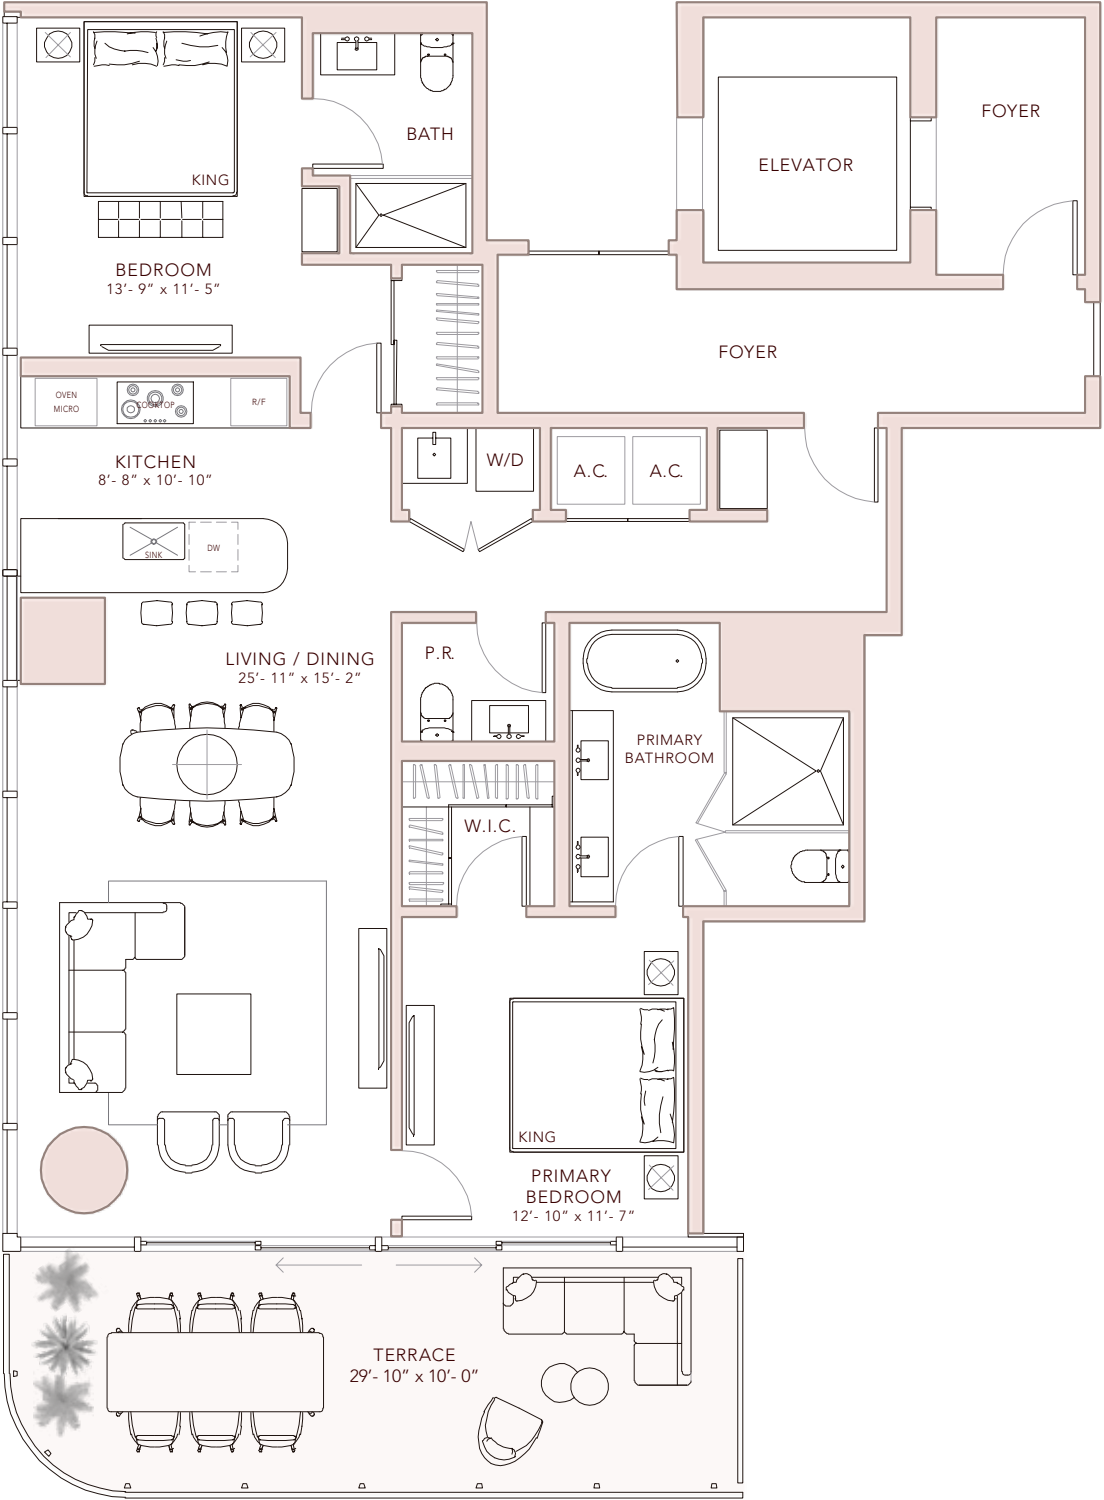 FOYER
BATH
ELEVATOR
KING
BEDROOM
13'- 9" x 11'- 5"
FOYER
OVEN
MICRO
COOKTOP
R/F
KITCHEN
8'- 8" x 10'- 10"
W/D
A.C.
A.C.
SINK
DW
LIVING / DINING
25'- 11" x 15'- 2"
P.R.
PRIMARY
BATHROOM
W.I.C.
KING
PRIMARY
BEDROOM
12'- 10" x 11'- 7"
TERRACE
29'- 10" x 10'- 0"